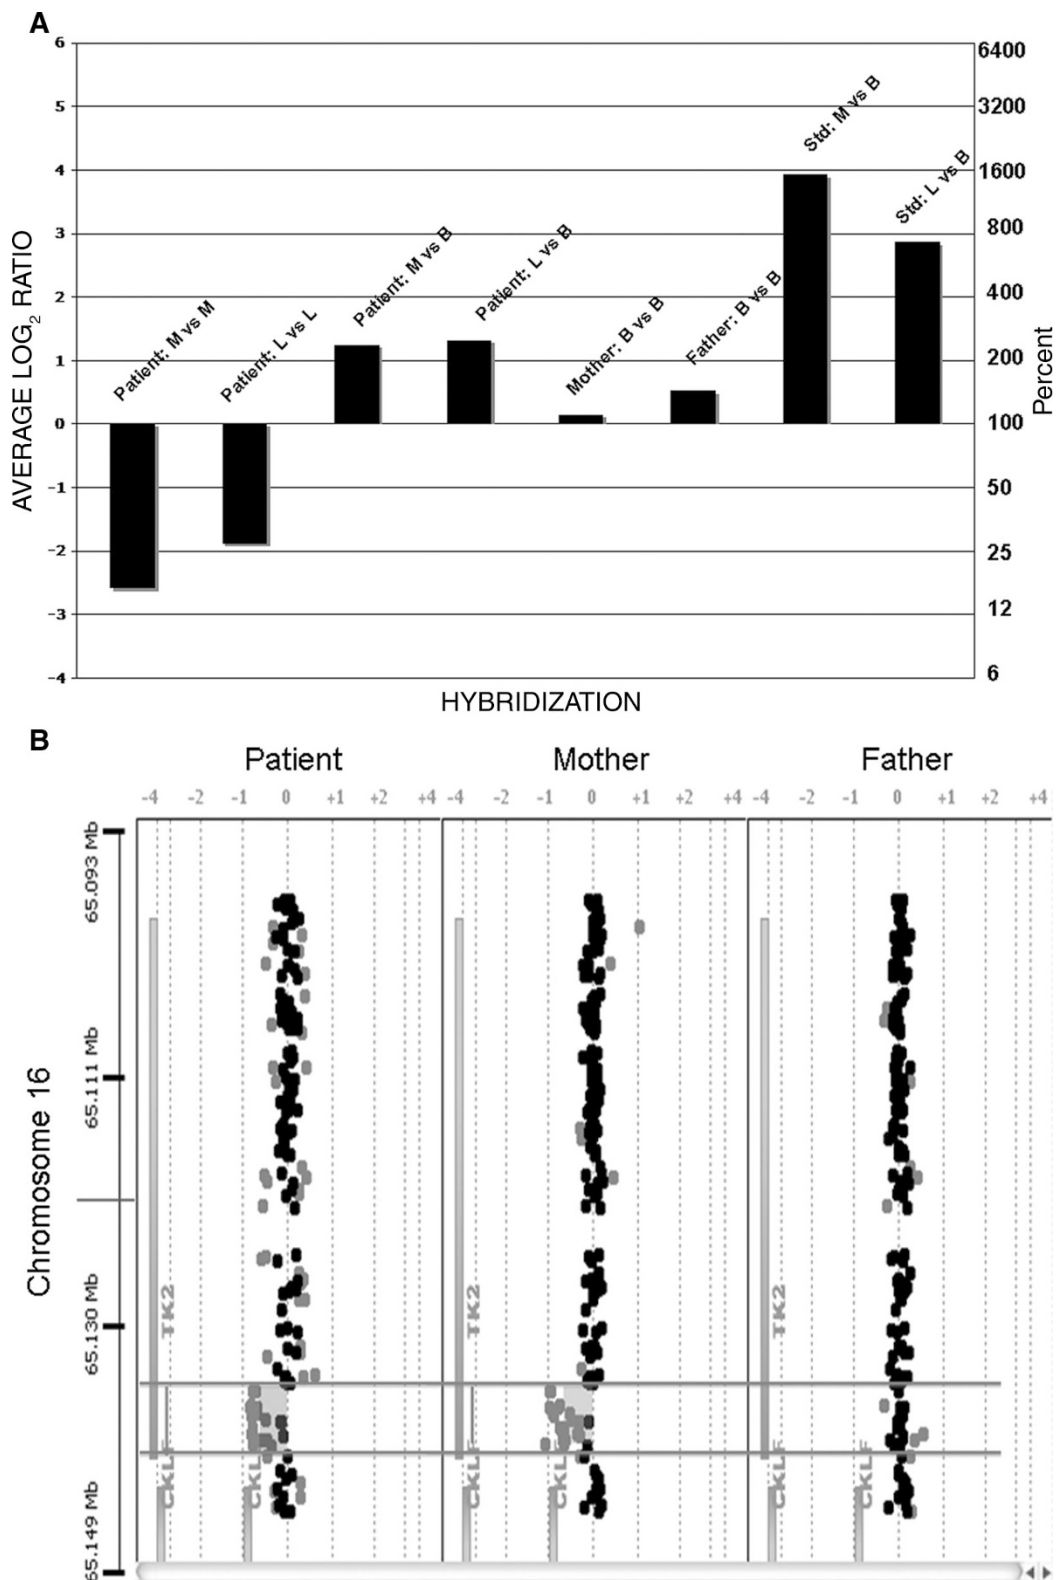 A
6
5
4
3
2
1
0
-1
-2
-3
-4
AVERAGE LOG2 RATIO
Patient: M vs M
Patient: L vs L
Patient: M vs B
Patient: L vs B
Mother: B vs B
Father: B vs B
Std: M vs B
Std: L vs B
6400
3200
1600
800
400
200
100
50
25
12
6
Percent
HYBRIDIZATION
B
Patient Mother Father
-4 -2 -1 0 +1 +2 +4 -4 -2 -1 0 +1 +2 +4 -4 -2 -1 0 +1 +2 +4
Chromosome 16
65.093 Mb
65.111 Mb
65.130 Mb
65.149 Mb
TK2 TK2 TK2
CKLF CKLF CKLF CKLF CKLF CKLF